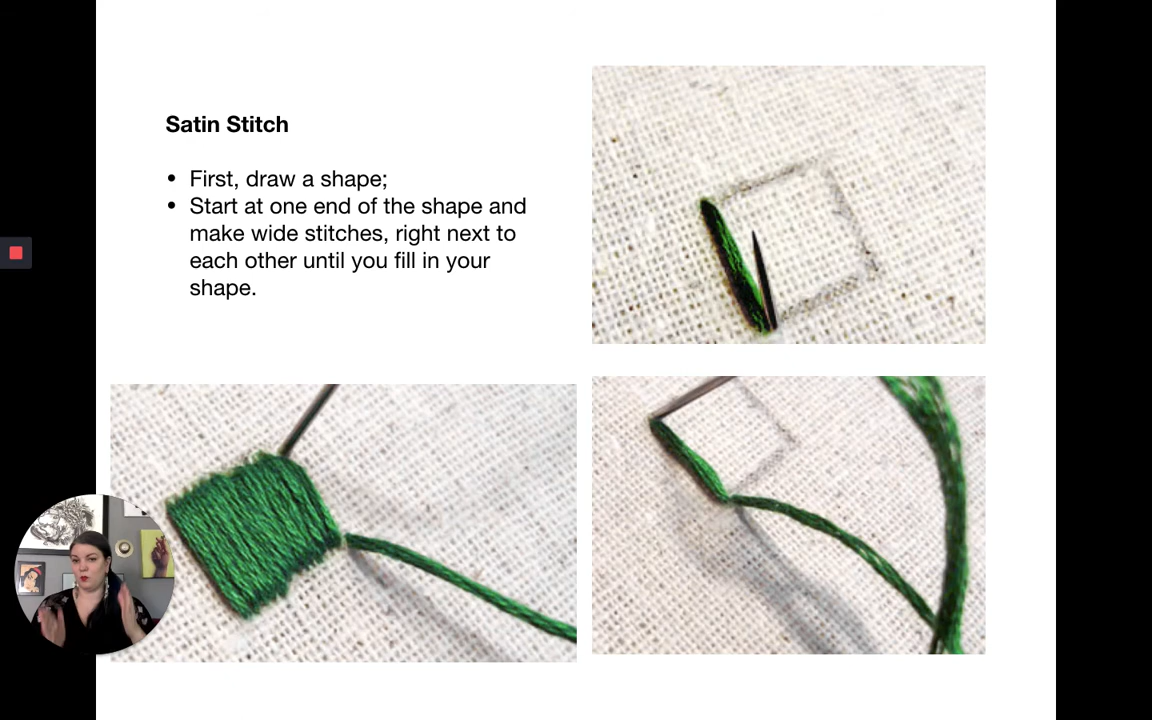 Satin Stitch
• First, draw a shape;
• Start at one end of the shape and
make wide stitches, right next to
each other until you fill in your
shape.